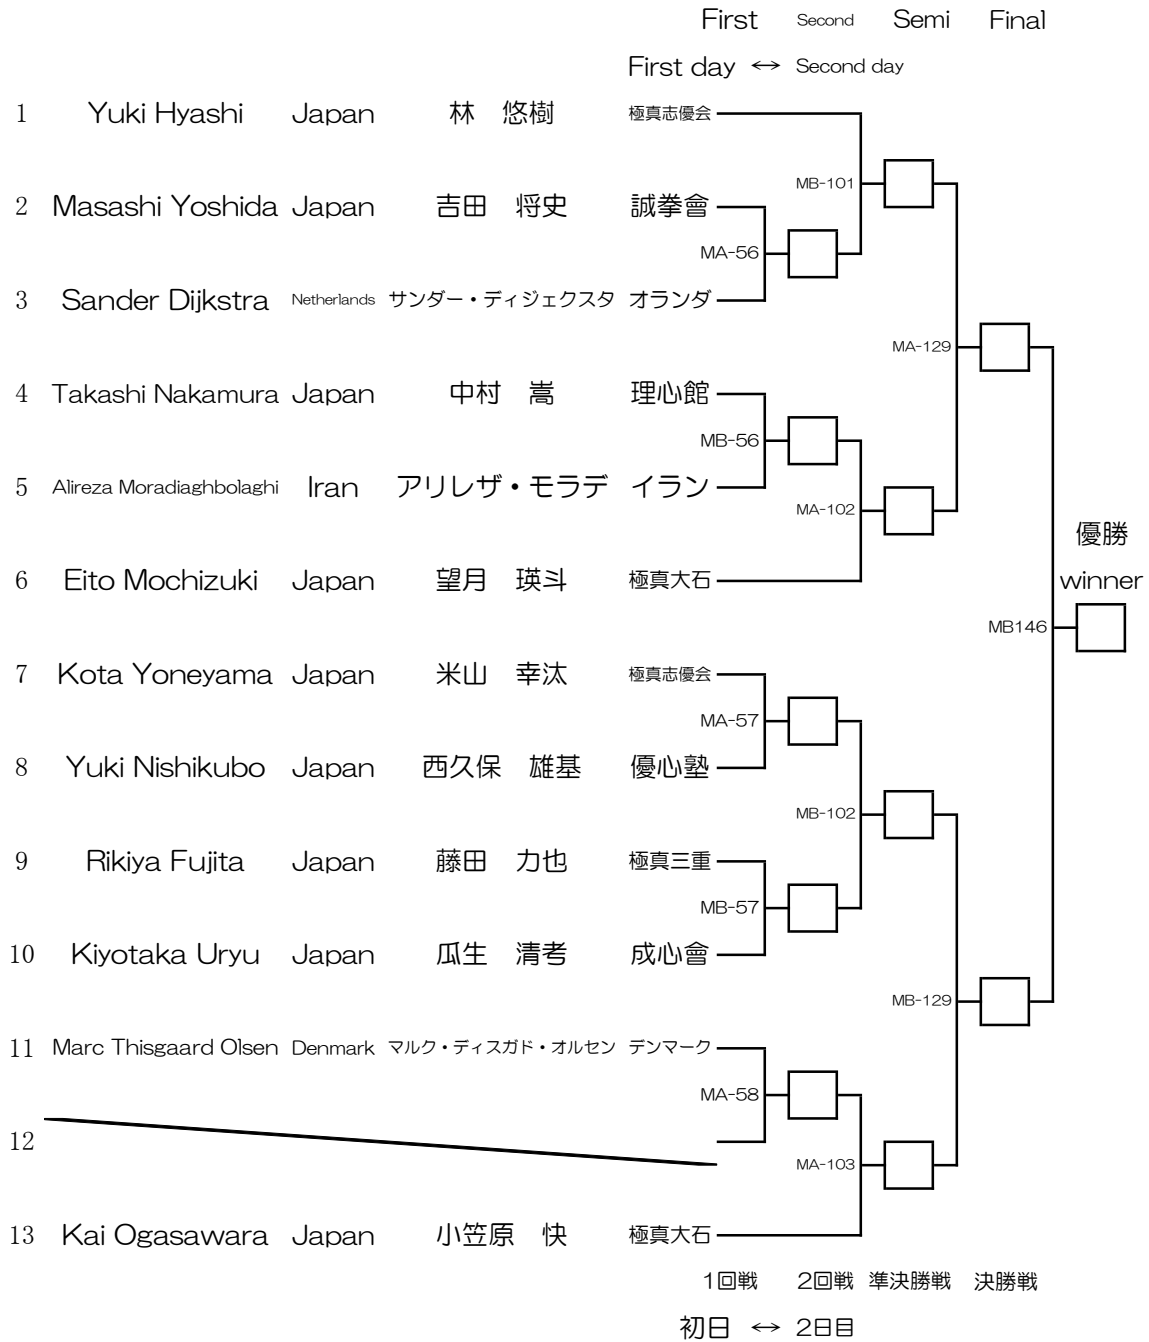 First Second Semi Final
First day ↔ Second day
1 Yuki Hyashi Japan 林 悠樹 極真志優会
MB-101
2 Masashi Yoshida Japan 吉田 将史 誠拳會
MA-56
3 Sander Dijkstra Netherlands サンダー・ディジェクスタ オランダ
MA-129
4 Takashi Nakamura Japan 中村 嵩 理心館
MB-56
5 Alireza Moradiaghbolaghi Iran アリレザ・モラデ イラン
MA-102
優勝
6 Eito Mochizuki Japan 望月 瑛斗 極真大石
winner
MB146
7 Kota Yoneyama Japan 米山 幸汰 極真志優会
MA-57
8 Yuki Nishikubo Japan 西久保 雄基 優心塾
MB-102
9 Rikiya Fujita Japan 藤田 力也 極真三重
MB-57
10 Kiyotaka Uryu Japan 瓜生 清考 成心會
MB-129
11 Marc Thisgaard Olsen Denmark マルク・ディスガド・オルセン デンマーク
MA-58
12
MA-103
13 Kai Ogasawara Japan 小笠原 快 極真大石
1回戦 2回戦 準決勝戦 決勝戦
初日 ↔ 2日目